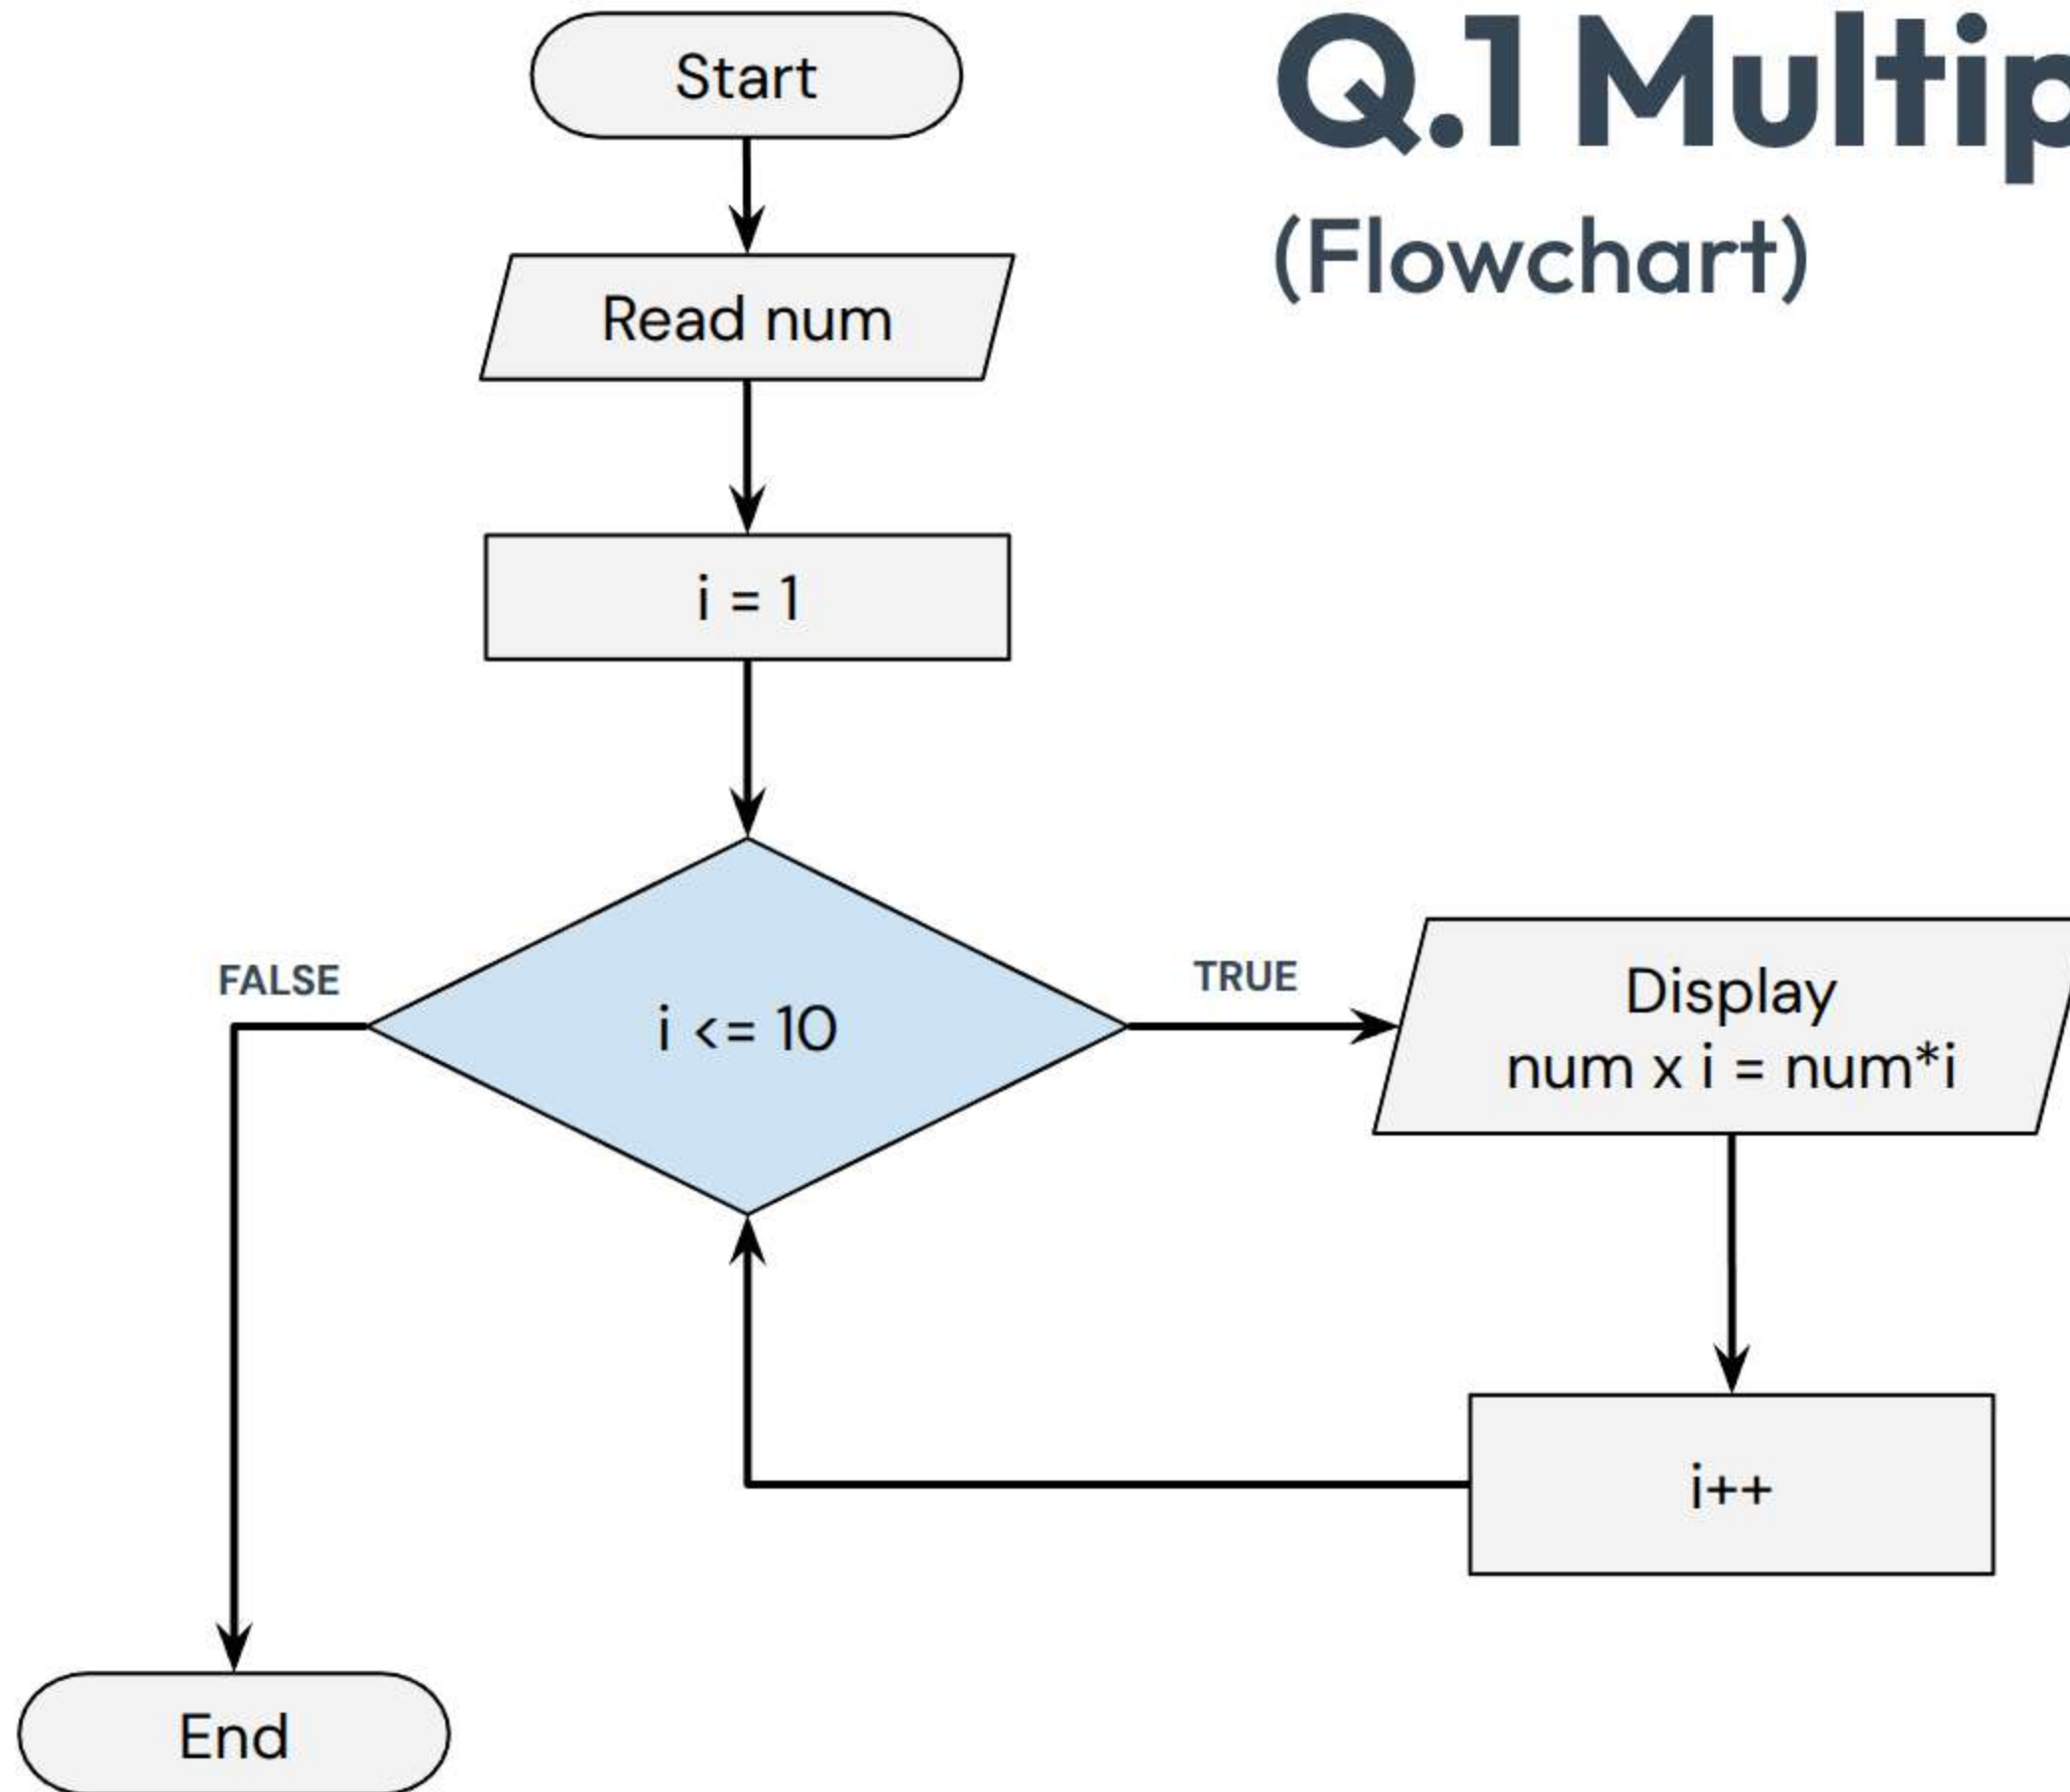 Q.1 Multip
(Flowchart)
Start
Read num
i = 1
i <= 10
FALSE
TRUE
Display
num x i = num*i
i++
End